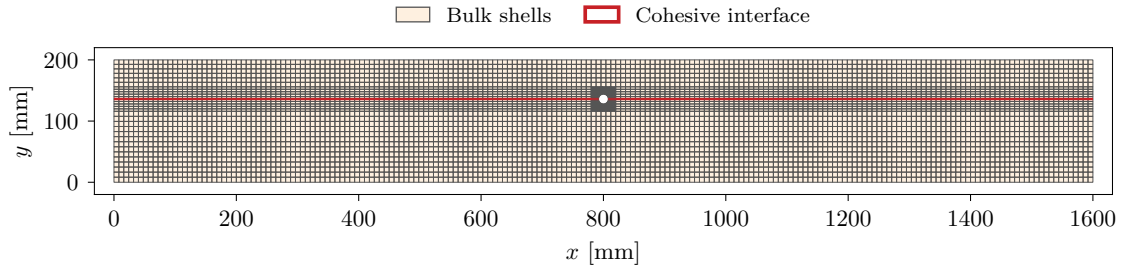 Bulk shells Cohesive interface
200
100
0
y [mm]
0 200 400 600 800 1000 1200 1400 1600
x [mm]